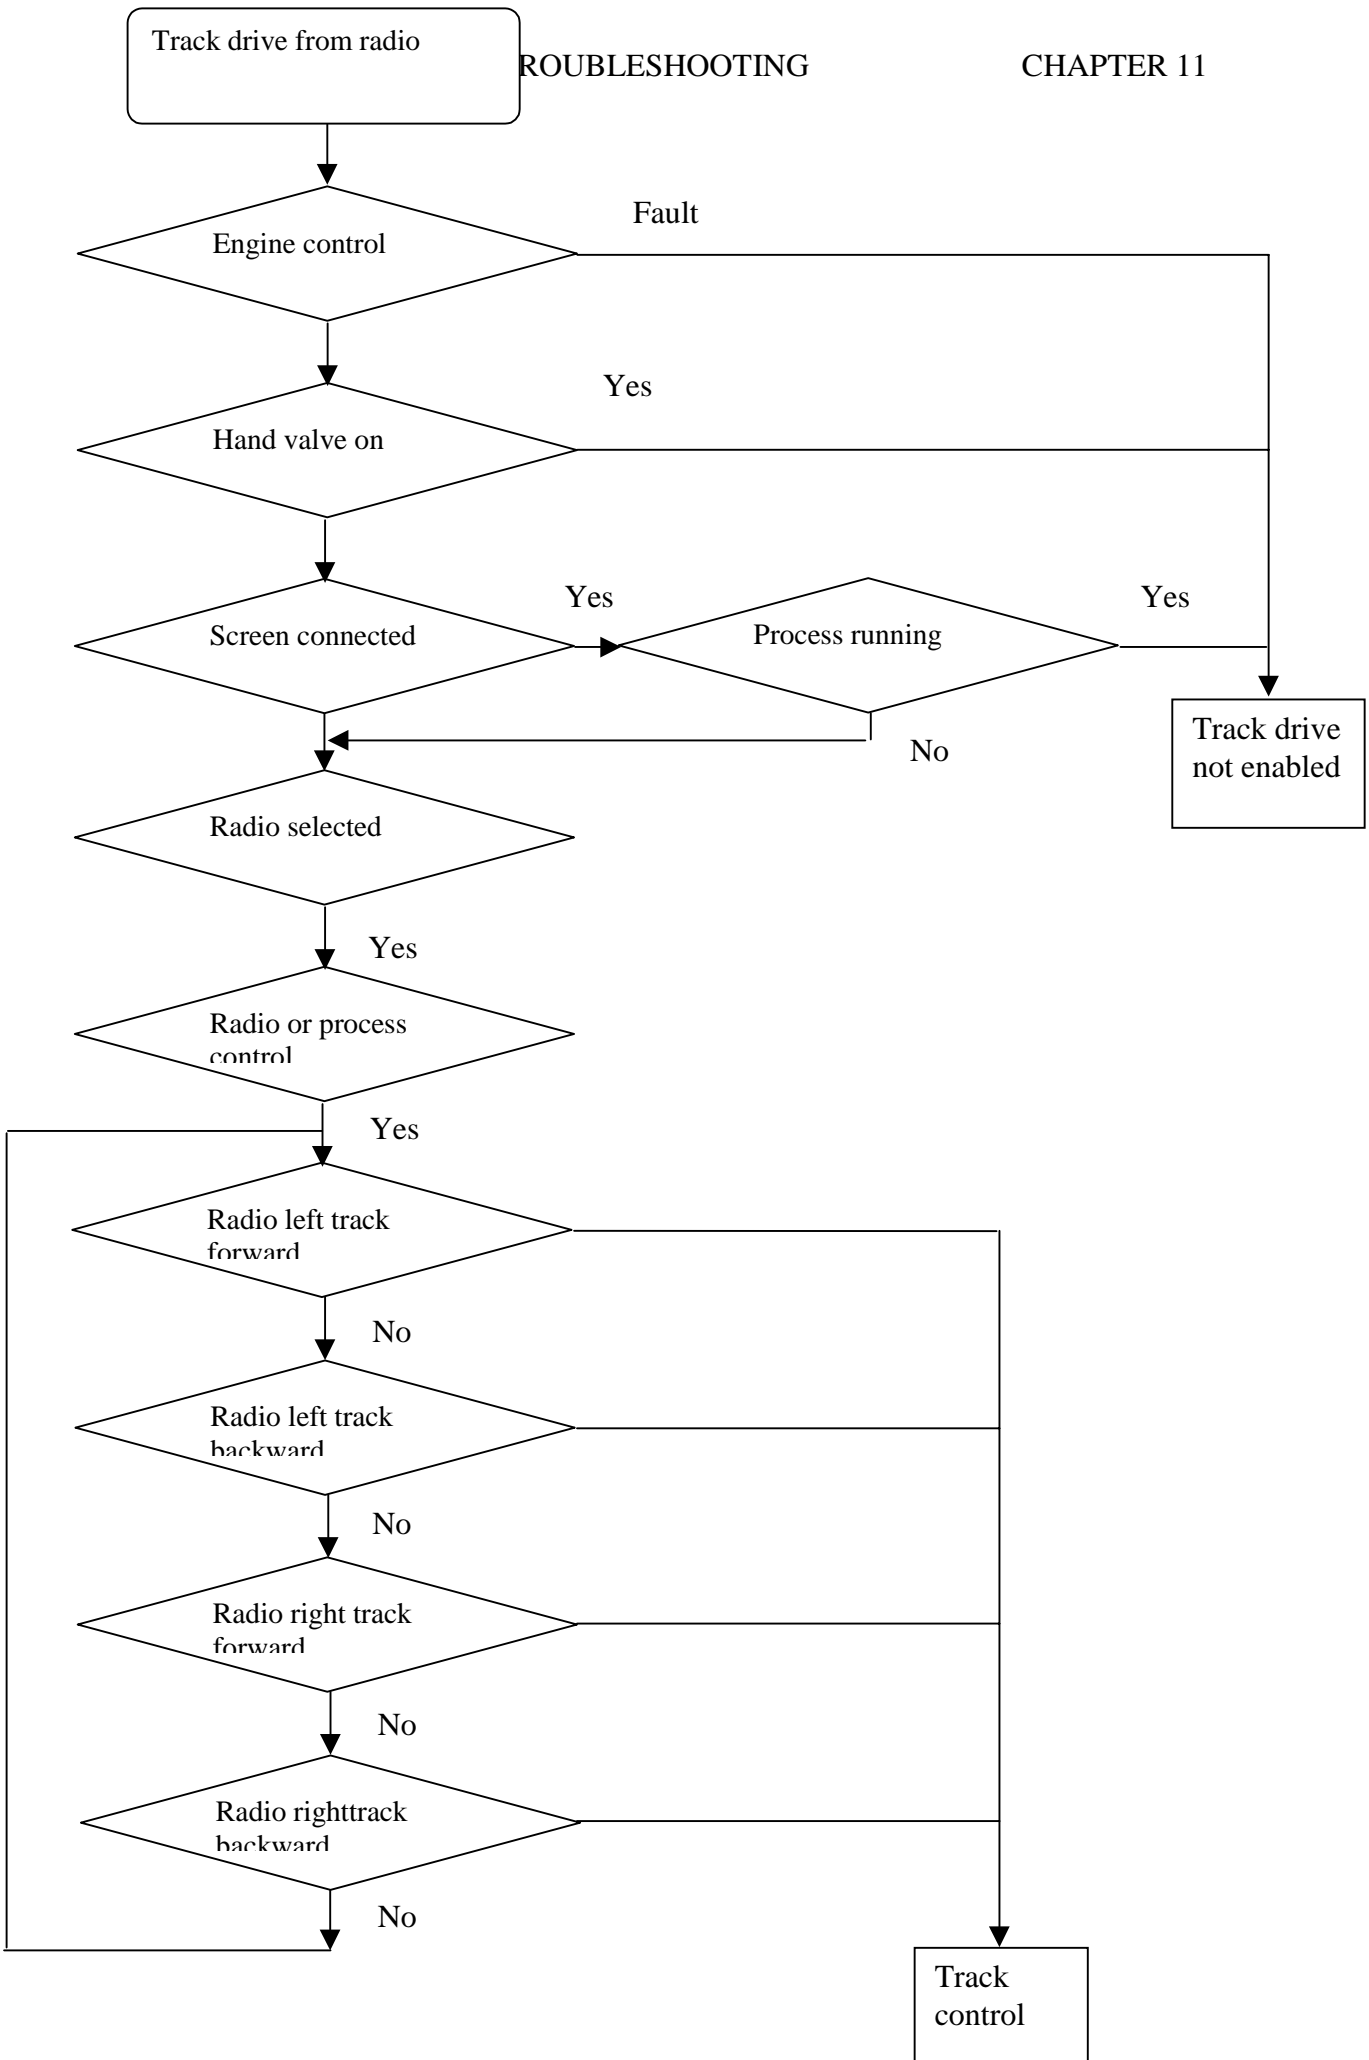 Track drive from radio
ROUBLESHOOTING CHAPTER 11
Fault
Engine control
Yes
Hand valve on
Yes
Yes
Screen connected
Process running
Track drive
not enabled
No
Radio selected
Yes
Radio or process
control
Yes
Radio left track
forward
No
Radio left track
backward
No
Radio right track
forward
No
Radio righttrack
backward
No
Track
control